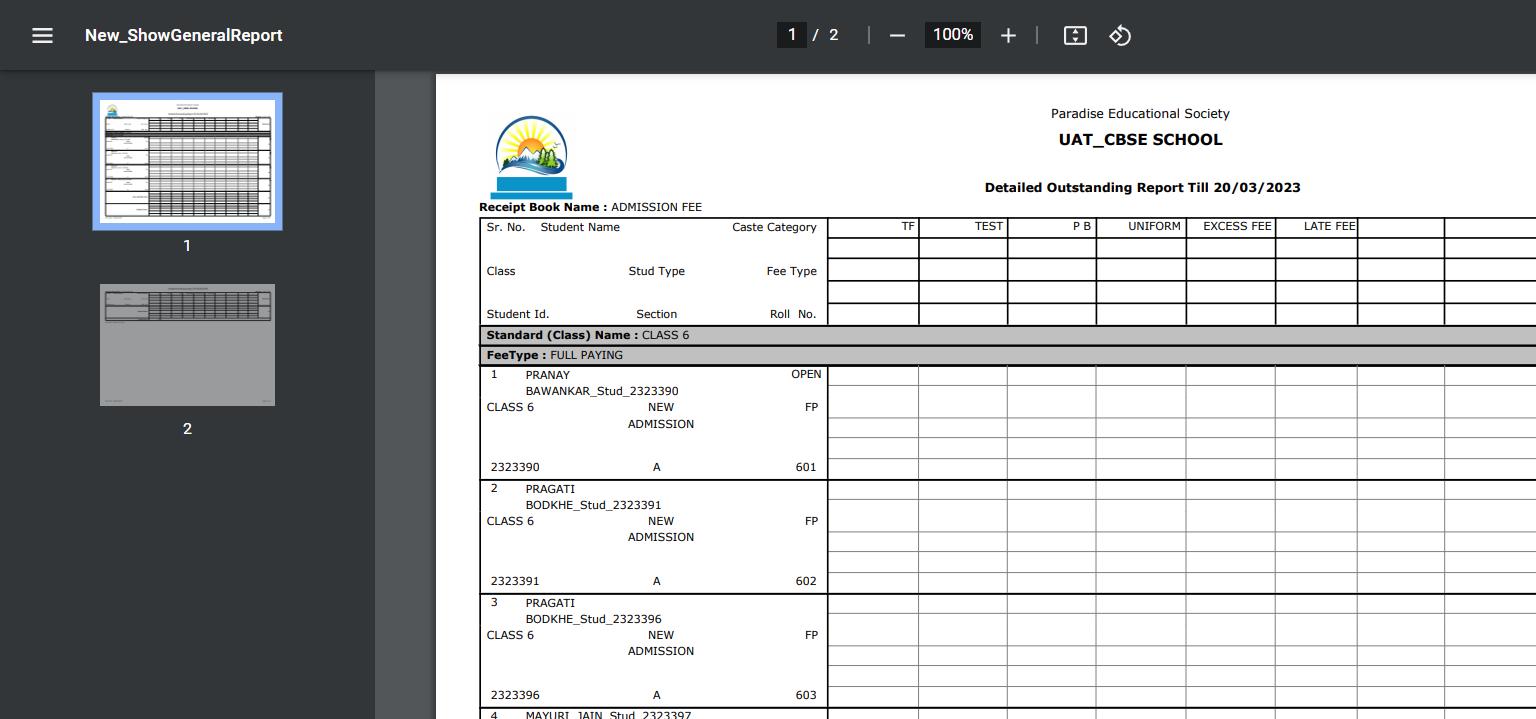 New_ShowGeneralReport
1 / 2
100%
1
2
Paradise Educational Society
UAT_CBSE SCHOOL
Detailed Outstanding Report Till 20/03/2023
Receipt Book Name : ADMISSION FEE
Sr. No. Student Name Caste Category TF TEST P B UNIFORM EXCESS FEE LATE FEE
Class Stud Type Fee Type
Student Id. Section Roll No.
Standard (Class) Name : CLASS 6
FeeType : FULL PAYING
1 PRANAY OPEN
BAWANKAR_Stud_2323390
CLASS 6 NEW FP
ADMISSION
2323390 A 601
2 PRAGATI
BODKHE_Stud_2323391
CLASS 6 NEW FP
ADMISSION
2323391 A 602
3 PRAGATI
BODKHE_Stud_2323396
CLASS 6 NEW FP
ADMISSION
2323396 A 603
4 MAYURI JAIN_Stud_2323397